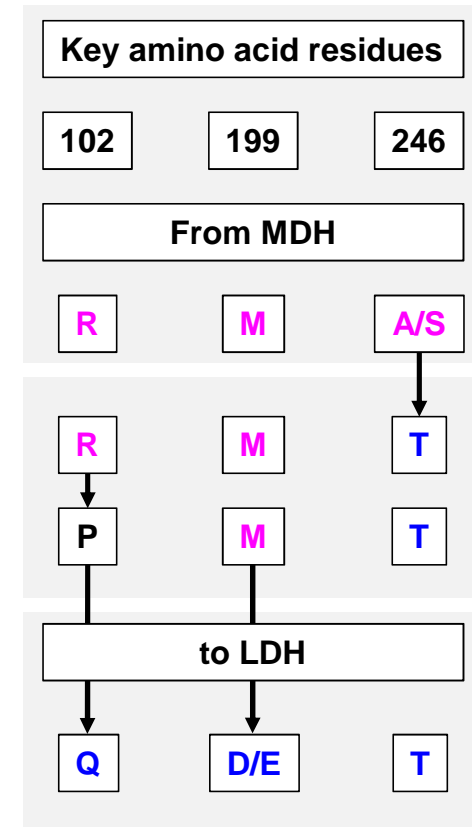 Key amino acid residues
102 199 246
From MDH
R M A/S
R M T
P M T
to LDH
Q D/E T